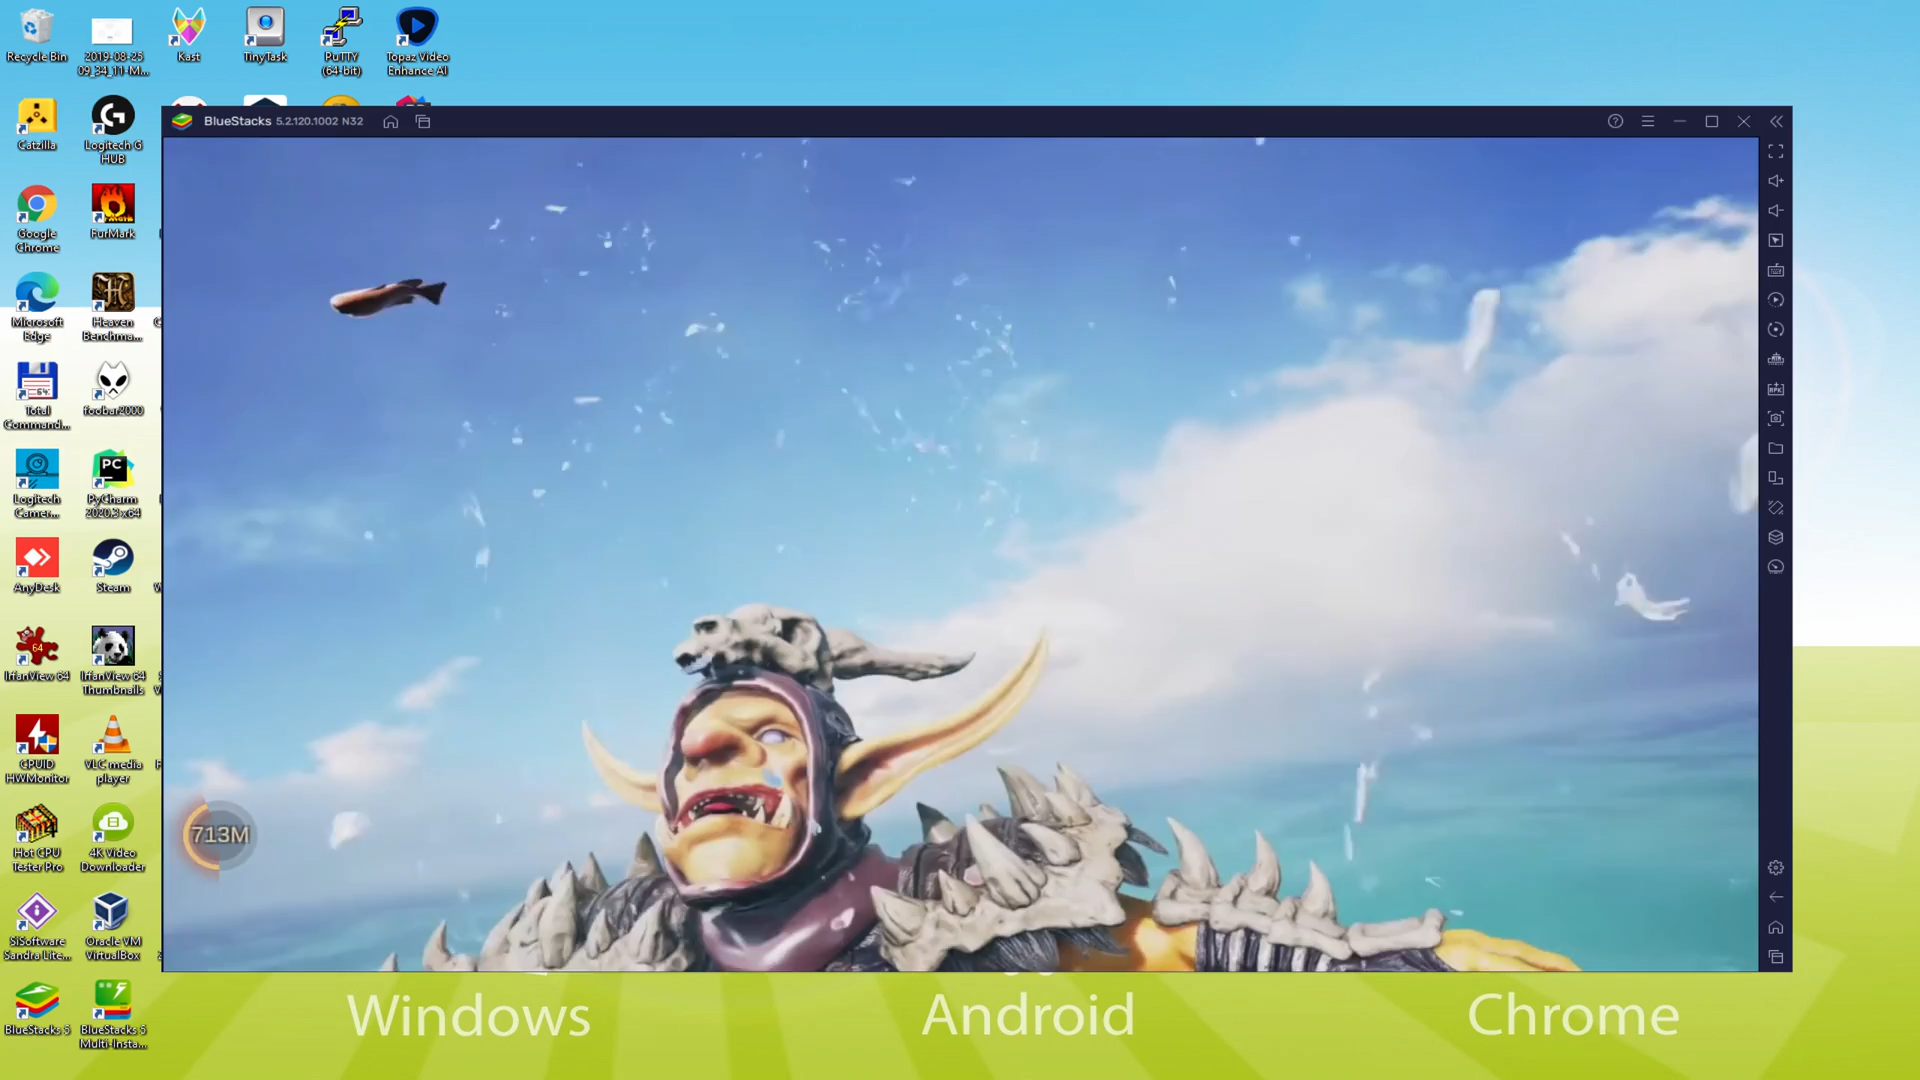 Recycle Bin
2019-08-25
09_34_11-M...
Kast
TinyTask
PuTTY
(64-bit)
Topaz Video
Enhance AI
Catzilla
Logitech G
HUB
BlueStacks 5.2.120.1002 N32
Google
Chrome
FurMark
Microsoft
Edge
Heaven
Benchma...
Total
Command...
foobar2000
Logitech
Camer...
PC
PyCharm
2020.3 x64
AnyDesk
Steam
64
IrfanView 64
IrfanView 64
Thumbnails
CPUID
HWMonitor
VLC media
player
713M
Hot CPU
Tester Pro
4K Video
Downloader
SiSoftware
Sandra Lite...
Oracle VM
VirtualBox
BlueStacks 5
BlueStacks 5
Multi-Insta...
Windows
Android
Chrome